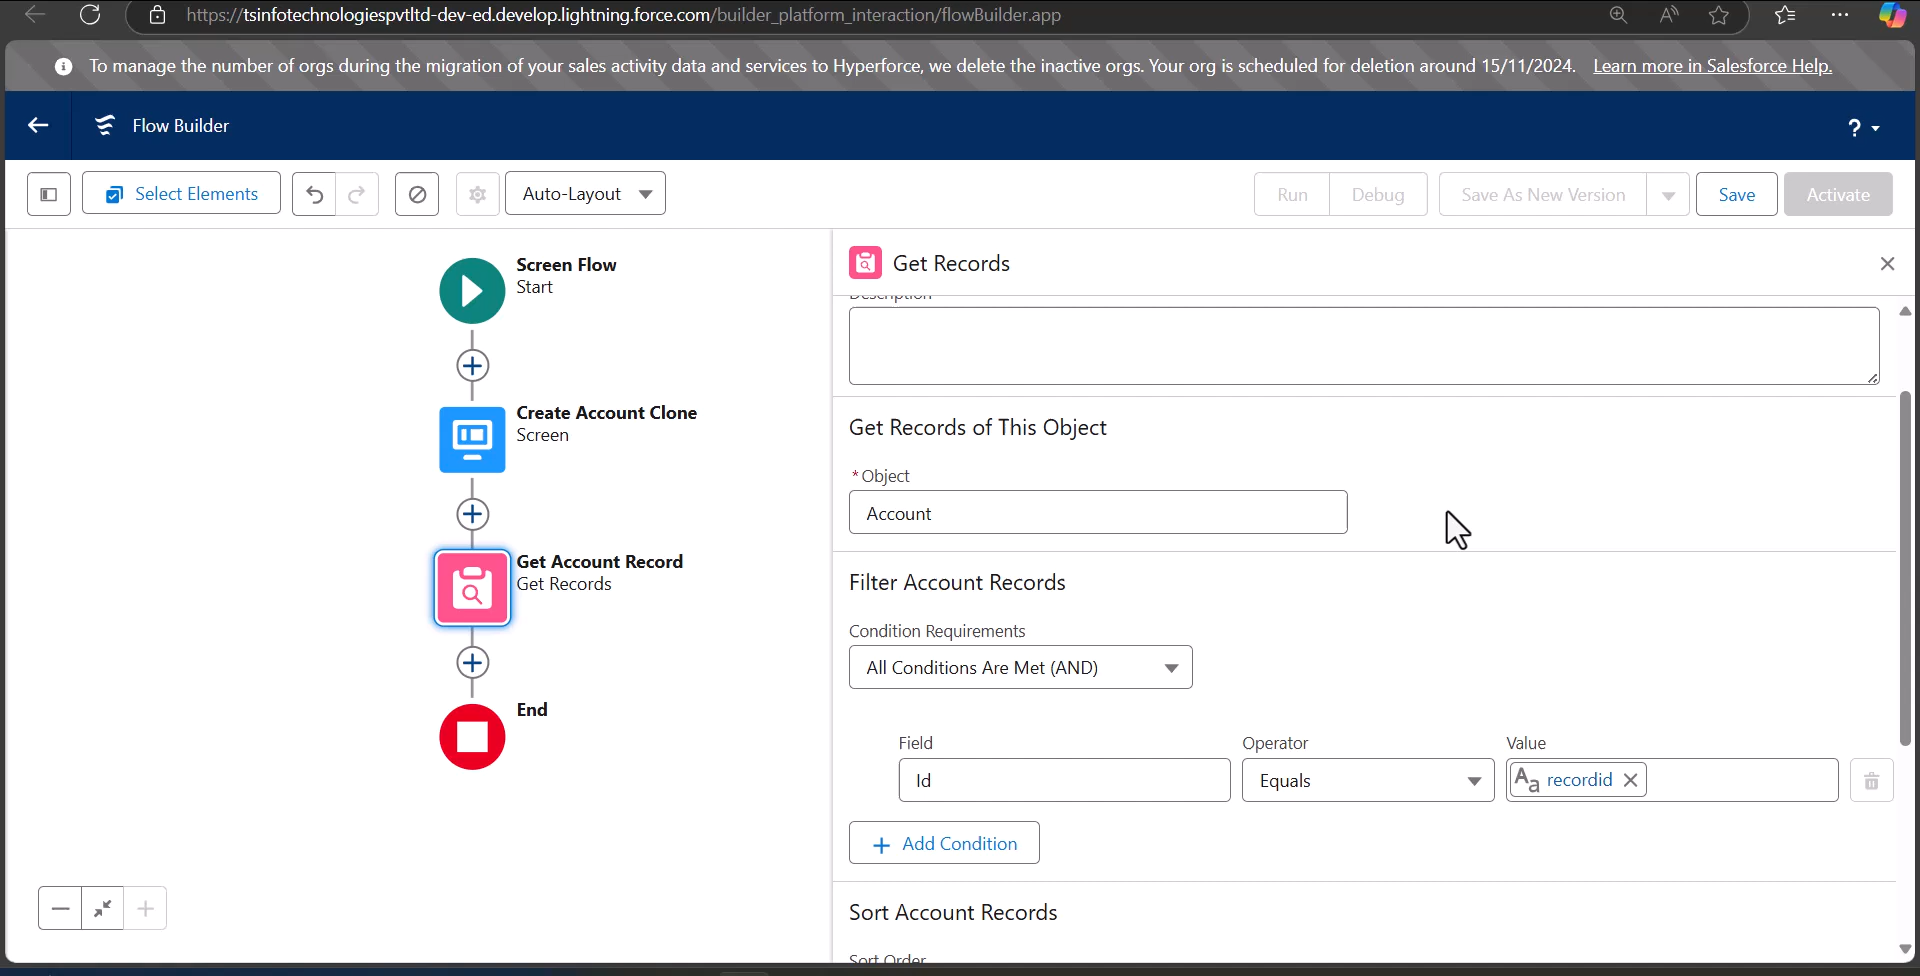 https://tsinfotechnologiespvtltd-dev-ed.develop.lightning.force.com/builder_platform_interaction/flowBuilder.app
To manage the number of orgs during the migration of your sales activity data and services to Hyperforce, we delete the inactive orgs. Your org is scheduled for deletion around 15/11/2024. Learn more in Salesforce Help.
Flow Builder
?
Select Elements
Auto-Layout
Run
Debug
Save As New Version
Save
Activate
Screen Flow
Start
Create Account Clone
Screen
Get Account Record
Get Records
End
Get Records
Description
Get Records of This Object
* Object
Account
Filter Account Records
Condition Requirements
All Conditions Are Met (AND)
Field
Operator
Value
Id
Equals
Aa recordid
+ Add Condition
Sort Account Records
Sort Order